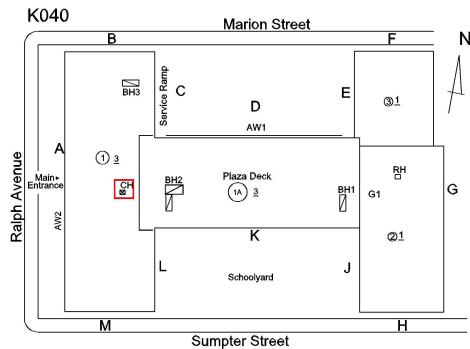 K040
Marion Street
B
F
N
BH3
Service Ramp
C
D
E
3 1
AW1
A
1 3
Main
Entrance
CH
BH2
Plaza Deck
1A 3
BH1
RH
G1
G
Ralph Avenue
AW2
2 1
K
L
Schoolyard
J
M
H
Sumpter Street